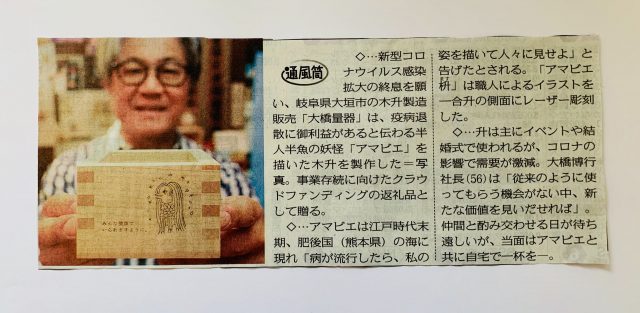 通風筒
◇…新型コロ
ナウイルス感染
拡大の終息を願
い、岐阜県大垣市の木升製造
販売「大橋量器」は、疫病退
散に御利益があると伝わる半
人半魚の妖怪「アマビエ」を
描いた木升を製作した＝写
真。事業存続に向けたクラウ
ドファンディングの返礼品と
して贈る。
◇…アマビエは江戸時代末
期、肥後国（熊本県）の海に
現れ「病が流行したら、私の
姿を描いて人々に見せよ」と
告げたとされる。「アマビエ
枡」は職人によるイラストを
一合升の側面にレーザー彫刻
した。
◇…升は主にイベントや結
婚式で使われるが、コロナの
影響で需要が激減。大橋博行
社長(56)は「従来のように使
ってもらう機会がない中、新
たな価値を見いだせれば」。
仲間と酌み交わせる日が待ち
遠しいが、当面はアマビエと
共に自宅で一杯を―。
みんな健康で